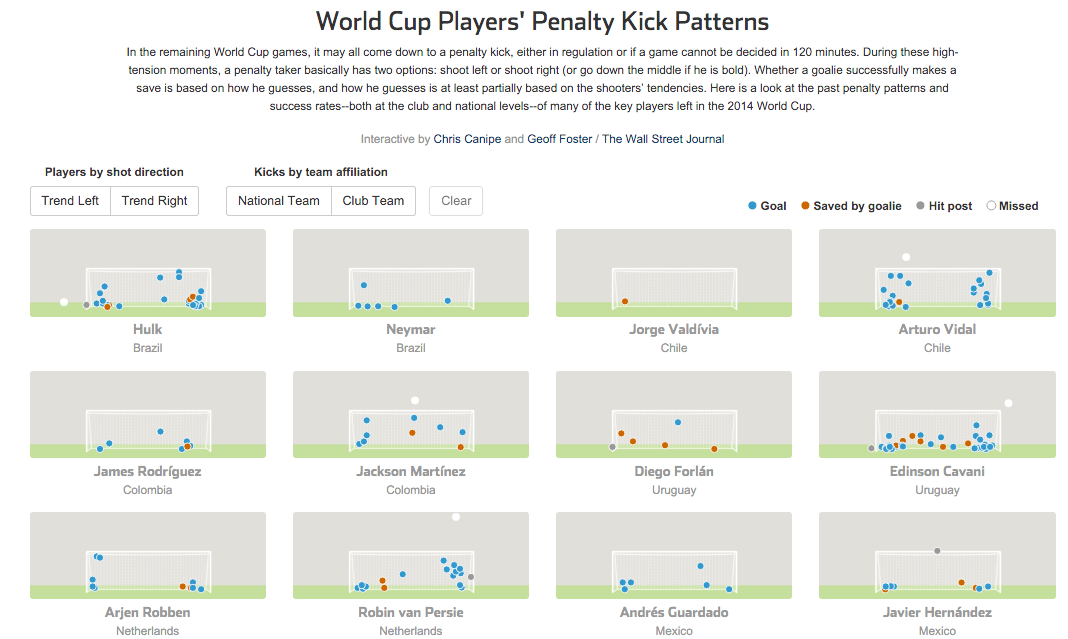 World Cup Players' Penalty Kick Patterns
In the remaining World Cup games, it may all come down to a penalty kick, either in regulation or if a game cannot be decided in 120 minutes. During these high-
tension moments, a penalty taker basically has two options: shoot left or shoot right (or go down the middle if he is bold). Whether a goalie successfully makes a
save is based on how he guesses, and how he guesses is at least partially based on the shooters' tendencies. Here is a look at the past penalty patterns and
success rates--both at the club and national levels--of many of the key players left in the 2014 World Cup.
Interactive by Chris Canipe and Geoff Foster / The Wall Street Journal
Players by shot direction Kicks by team affiliation
Trend Left Trend Right National Team Club Team Clear
Goal Saved by goalie Hit post Missed
Hulk Neymar Jorge Valdívia Arturo Vidal
Brazil Brazil Chile Chile
James Rodríguez Jackson Martínez Diego Forlán Edinson Cavani
Colombia Colombia Uruguay Uruguay
Arjen Robben Robin van Persie Andrés Guardado Javier Hernández
Netherlands Netherlands Mexico Mexico